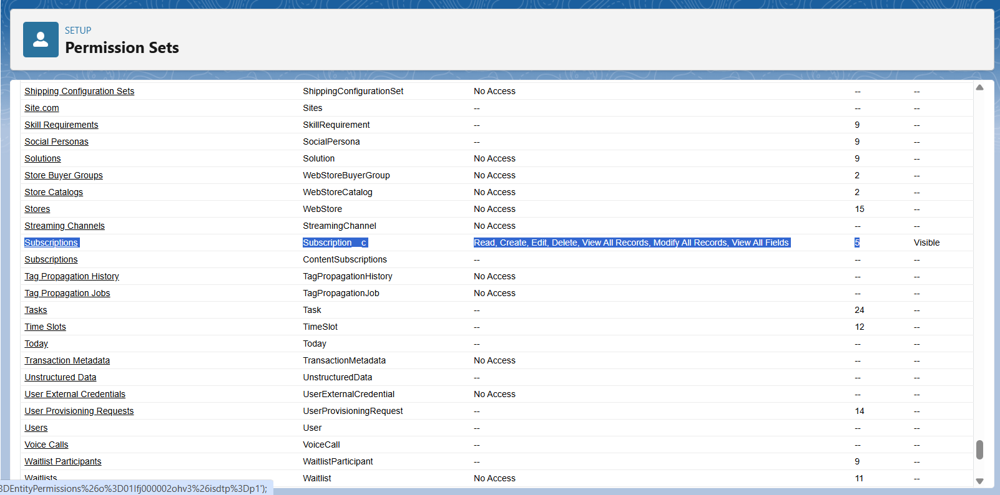 SETUP
Permission Sets
Shipping Configuration Sets ShippingConfigurationSet No Access -- --
Site.com Sites -- -- --
Skill Requirements SkillRequirement -- 9 --
Social Personas SocialPersona -- 9 --
Solutions Solution No Access 9 --
Store Buyer Groups WebStoreBuyerGroup No Access 2 --
Store Catalogs WebStoreCatalog No Access 2 --
Stores WebStore No Access 15 --
Streaming Channels StreamingChannel No Access -- --
Subscriptions Subscription__c Read, Create, Edit, Delete, View All Records, Modify All Records, View All Fields 5 Visible
Subscriptions ContentSubscriptions -- -- --
Tag Propagation History TagPropagationHistory No Access -- --
Tag Propagation Jobs TagPropagationJob No Access -- --
Tasks Task -- 24 --
Time Slots TimeSlot -- 12 --
Today Today -- -- --
Transaction Metadata TransactionMetadata No Access -- --
Unstructured Data UnstructuredData -- -- --
User External Credentials UserExternalCredential No Access -- --
User Provisioning Requests UserProvisioningRequest -- 14 --
Users User -- -- --
Voice Calls VoiceCall -- -- --
Waitlist Participants WaitlistParticipant -- 9 --
Waitlists Waitlist No Access 11 --
3DEntityPermissions%26o%3D01Ifj000002ohv3%26isdtp%3Dp1');